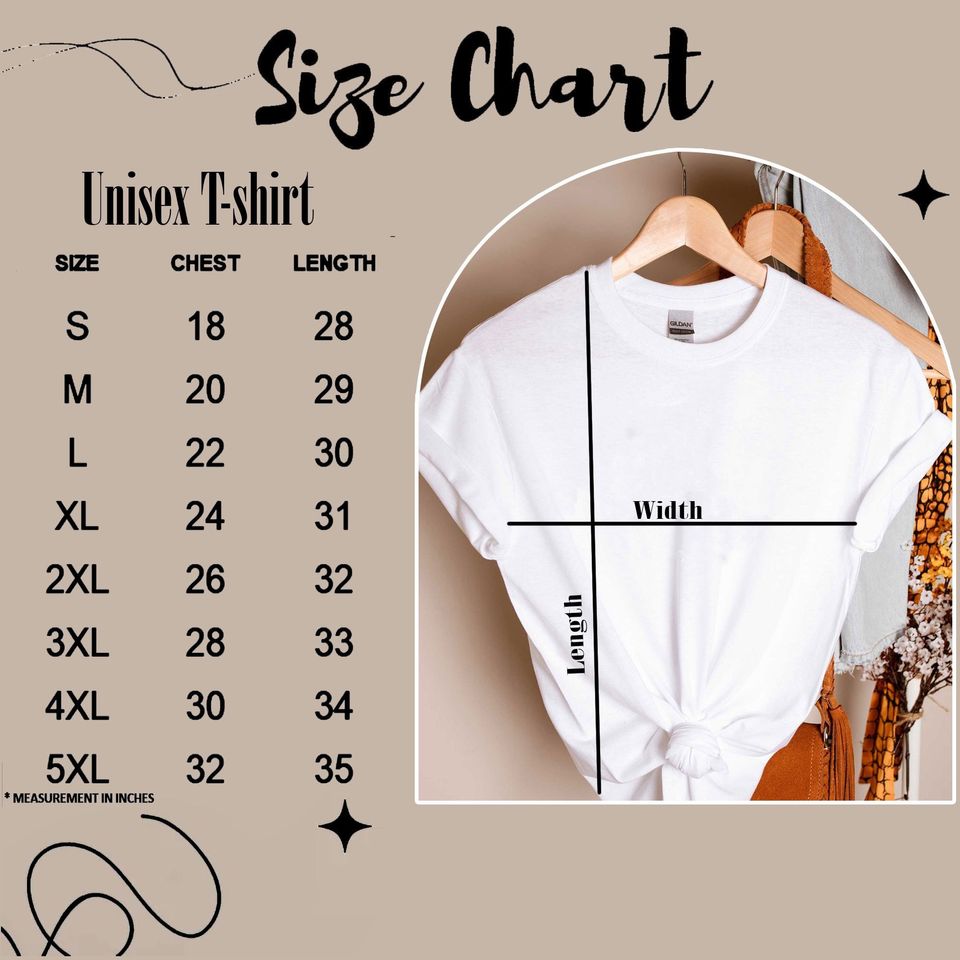 Size Chart
Unisex T-shirt
SIZE CHEST LENGTH
S 18 28
M 20 29
L 22 30
XL 24 31
2XL 26 32
3XL 28 33
4XL 30 34
5XL 32 35
* MEASUREMENT IN INCHES
GILDAN
Width
Length